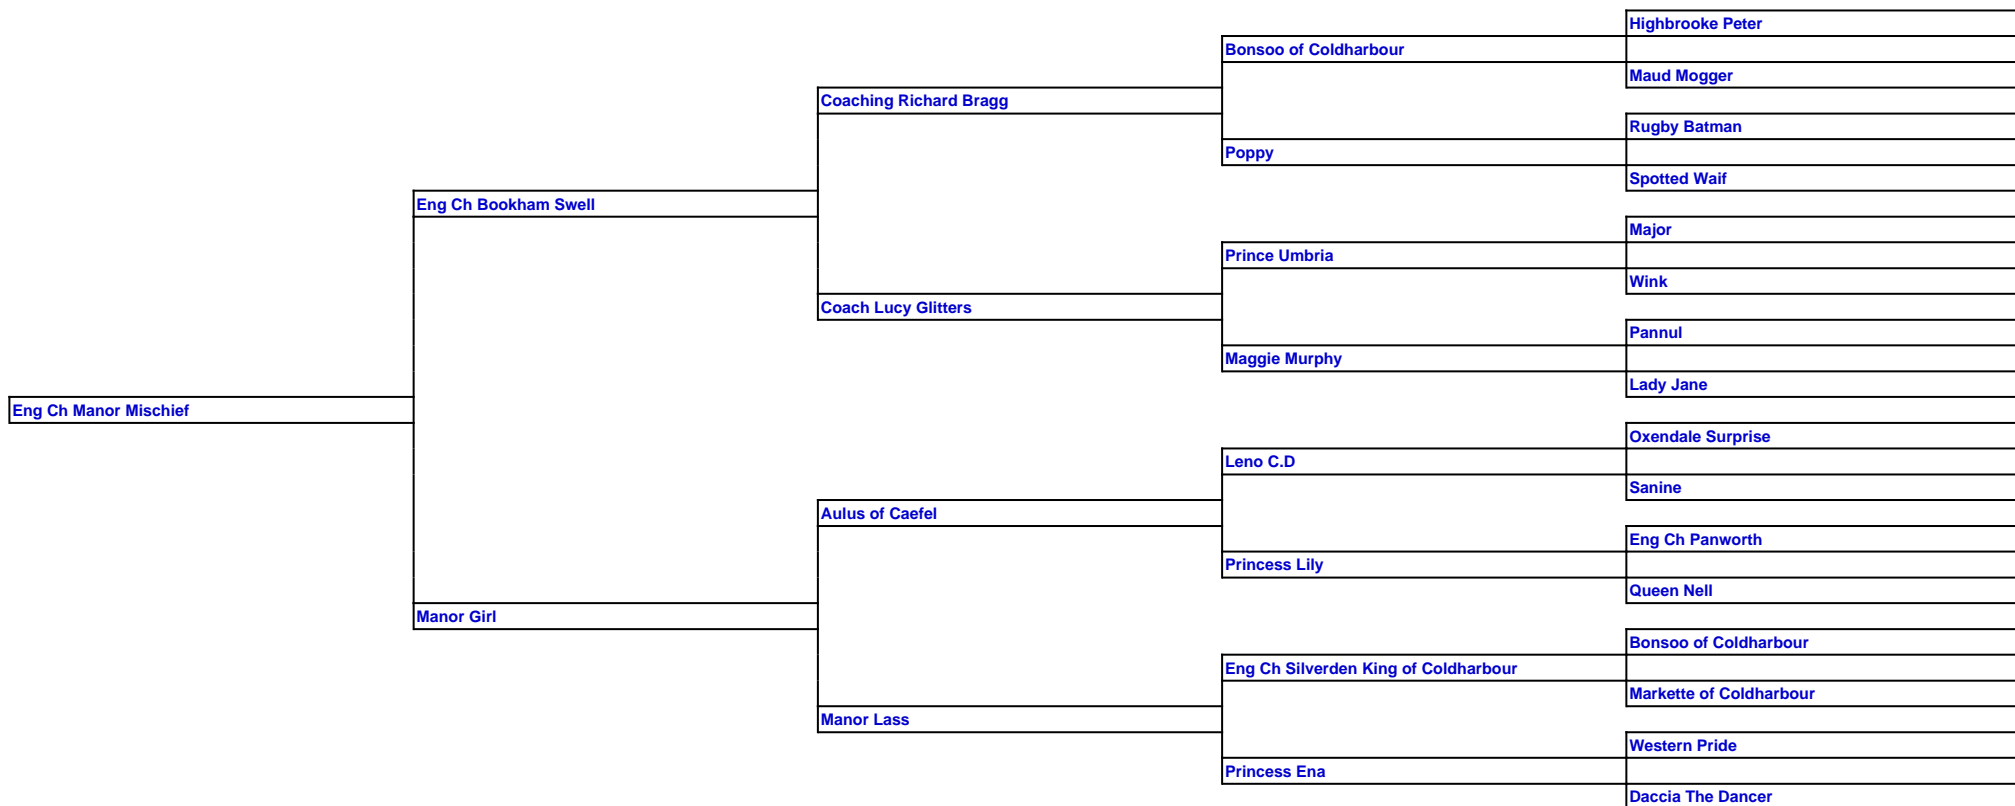 Highbrooke Peter
Bonsoo of Coldharbour
Maud Mogger
Coaching Richard Bragg
Rugby Batman
Poppy
Spotted Waif
Eng Ch Bookham Swell
Major
Prince Umbria
Wink
Coach Lucy Glitters
Pannul
Maggie Murphy
Lady Jane
Eng Ch Manor Mischief
Oxendale Surprise
Leno C.D
Sanine
Aulus of Caefel
Eng Ch Panworth
Princess Lily
Queen Nell
Manor Girl
Bonsoo of Coldharbour
Eng Ch Silverden King of Coldharbour
Markette of Coldharbour
Manor Lass
Western Pride
Princess Ena
Daccia The Dancer